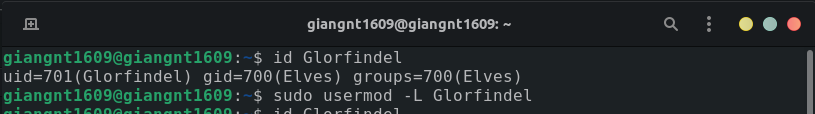 giangnt1609@giangnt1609: ~
giangnt1609@giangnt1609:~$ id Glorfindel
uid=701(Glorfindel) gid=700(Elves) groups=700(Elves)
giangnt1609@giangnt1609:~$ sudo usermod -L Glorfindel
giangnt1609@giangnt1609:~$ id Glorfindel